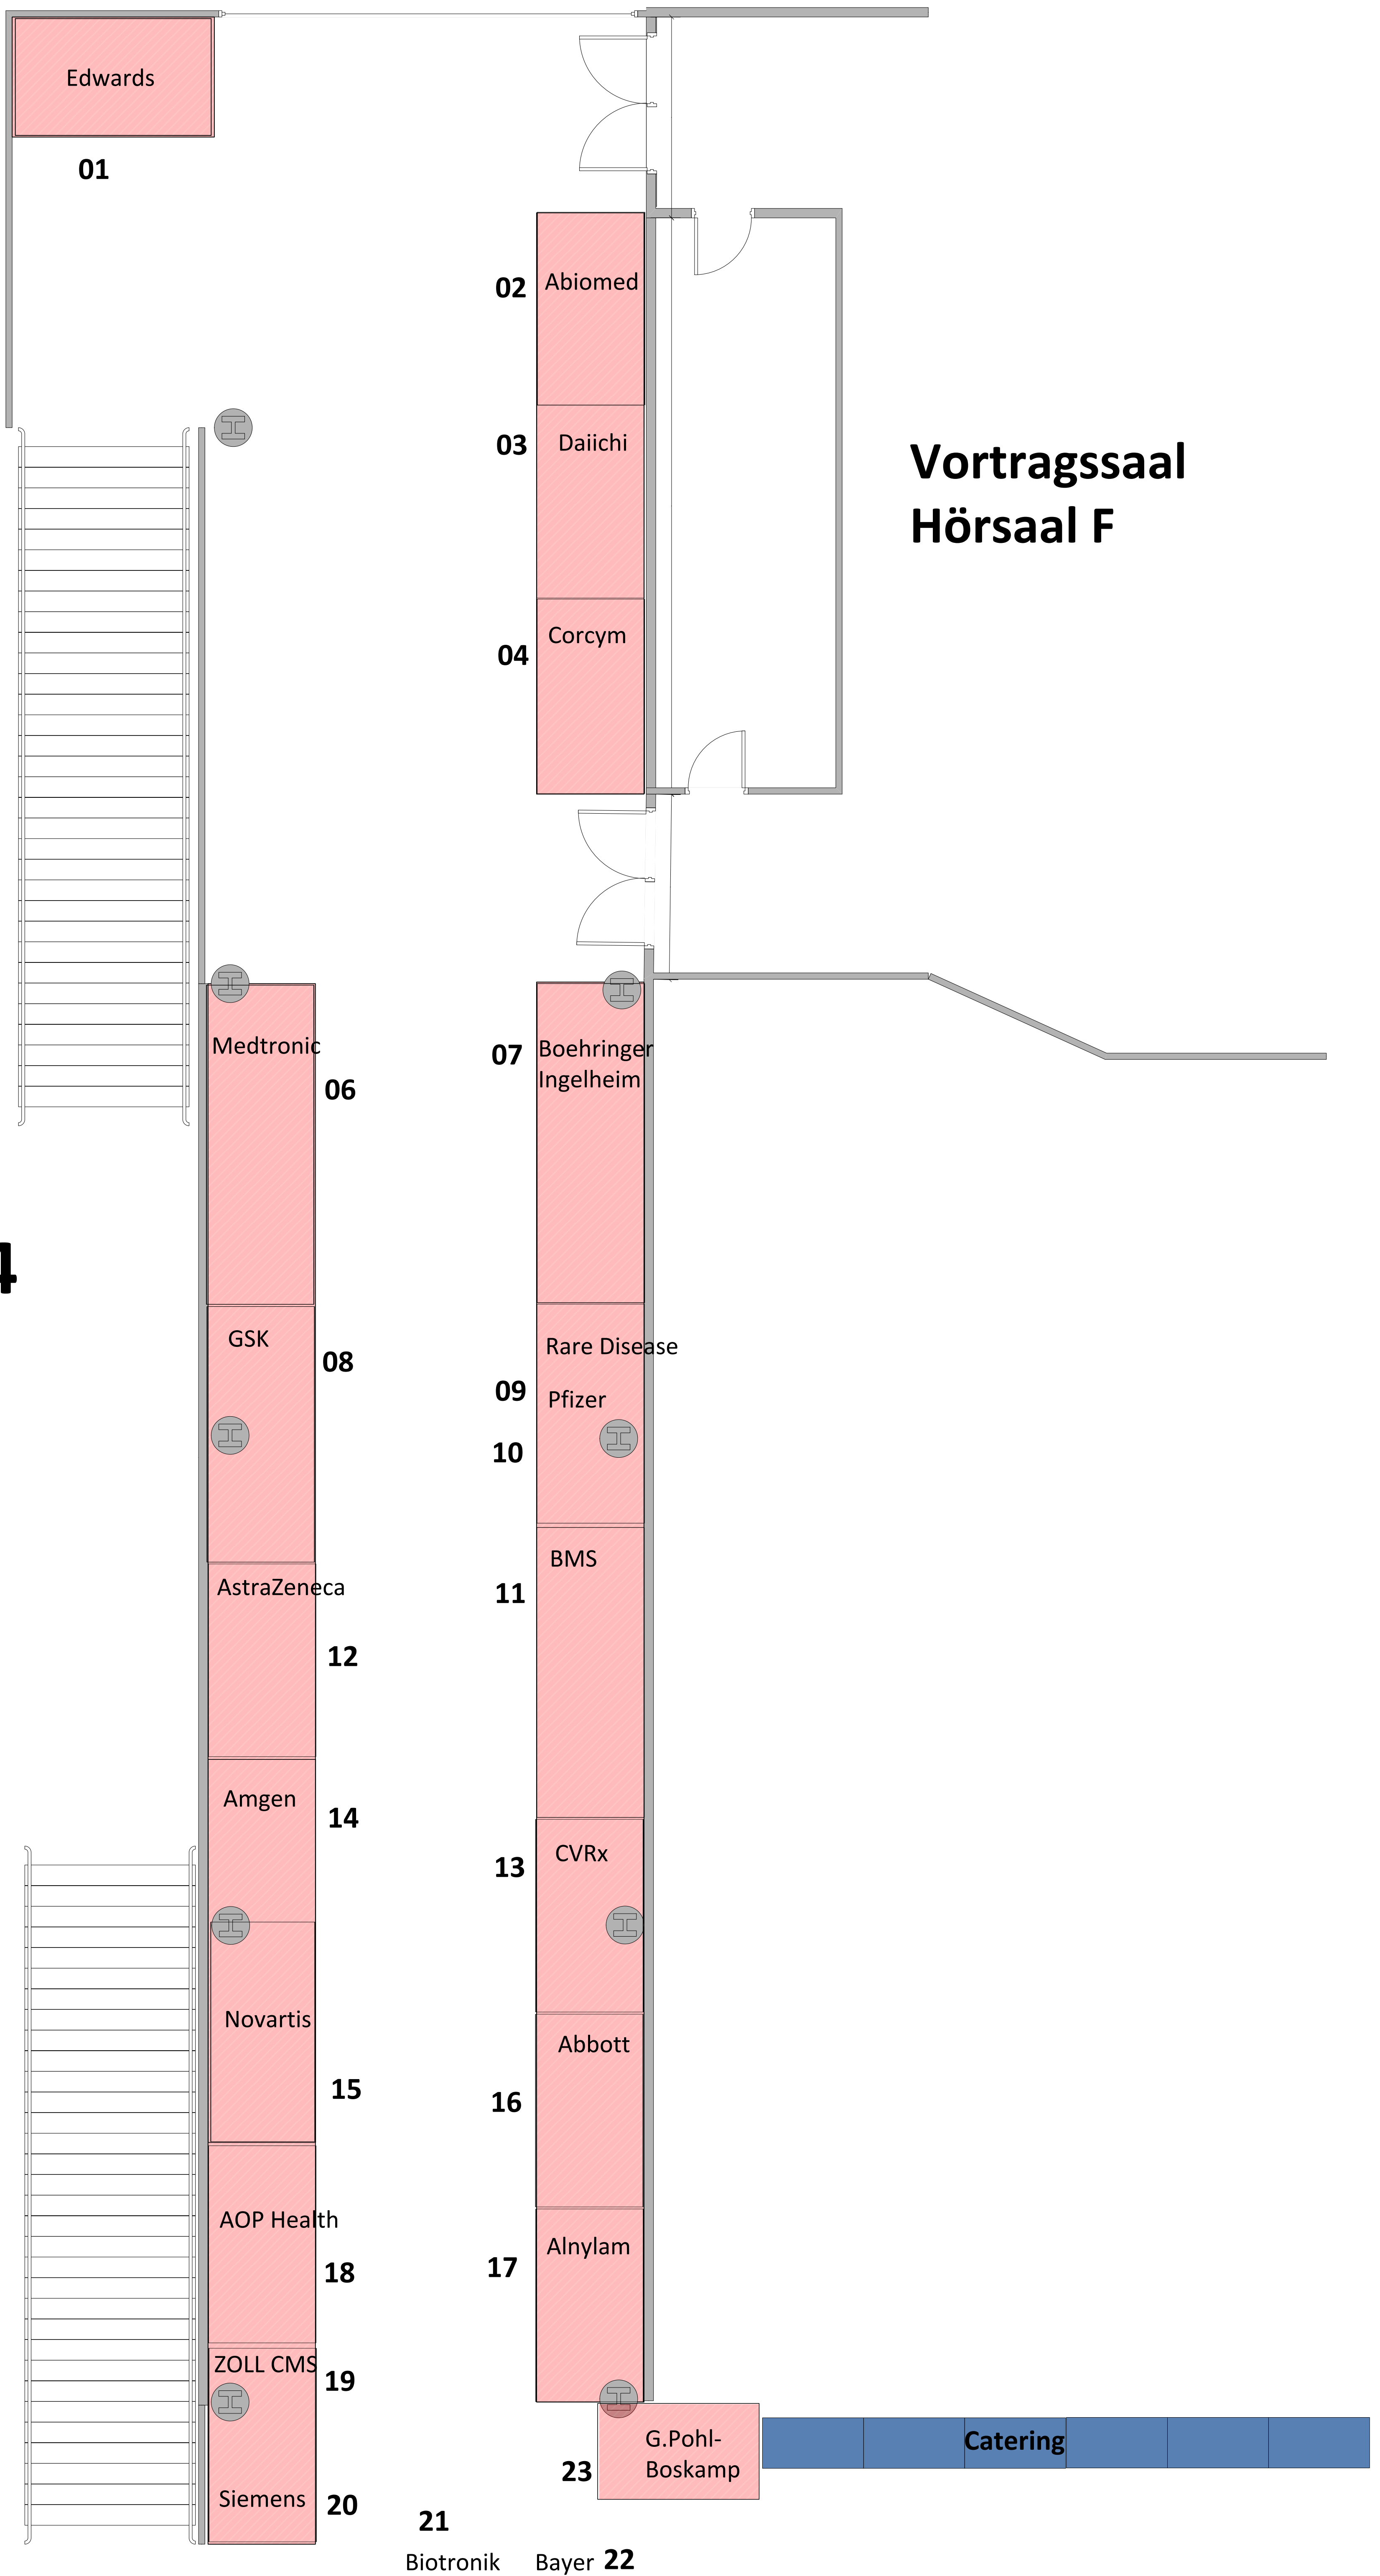 Edwards
01
02
Abiomed
03
Daiichi
Vortragssaal
Hörsaal F
04
Corcym
Medtronic
06
07
Boehringer
Ingelheim
4
GSK
08
Rare Disease
09
Pfizer
10
BMS
11
AstraZeneca
12
Amgen
14
CVRx
13
Novartis
15
Abbott
16
AOP Health
18
Alnylam
17
ZOLL CMS
19
G.Pohl-
Boskamp
23
Catering
Siemens
20
21
Biotronik
Bayer
22